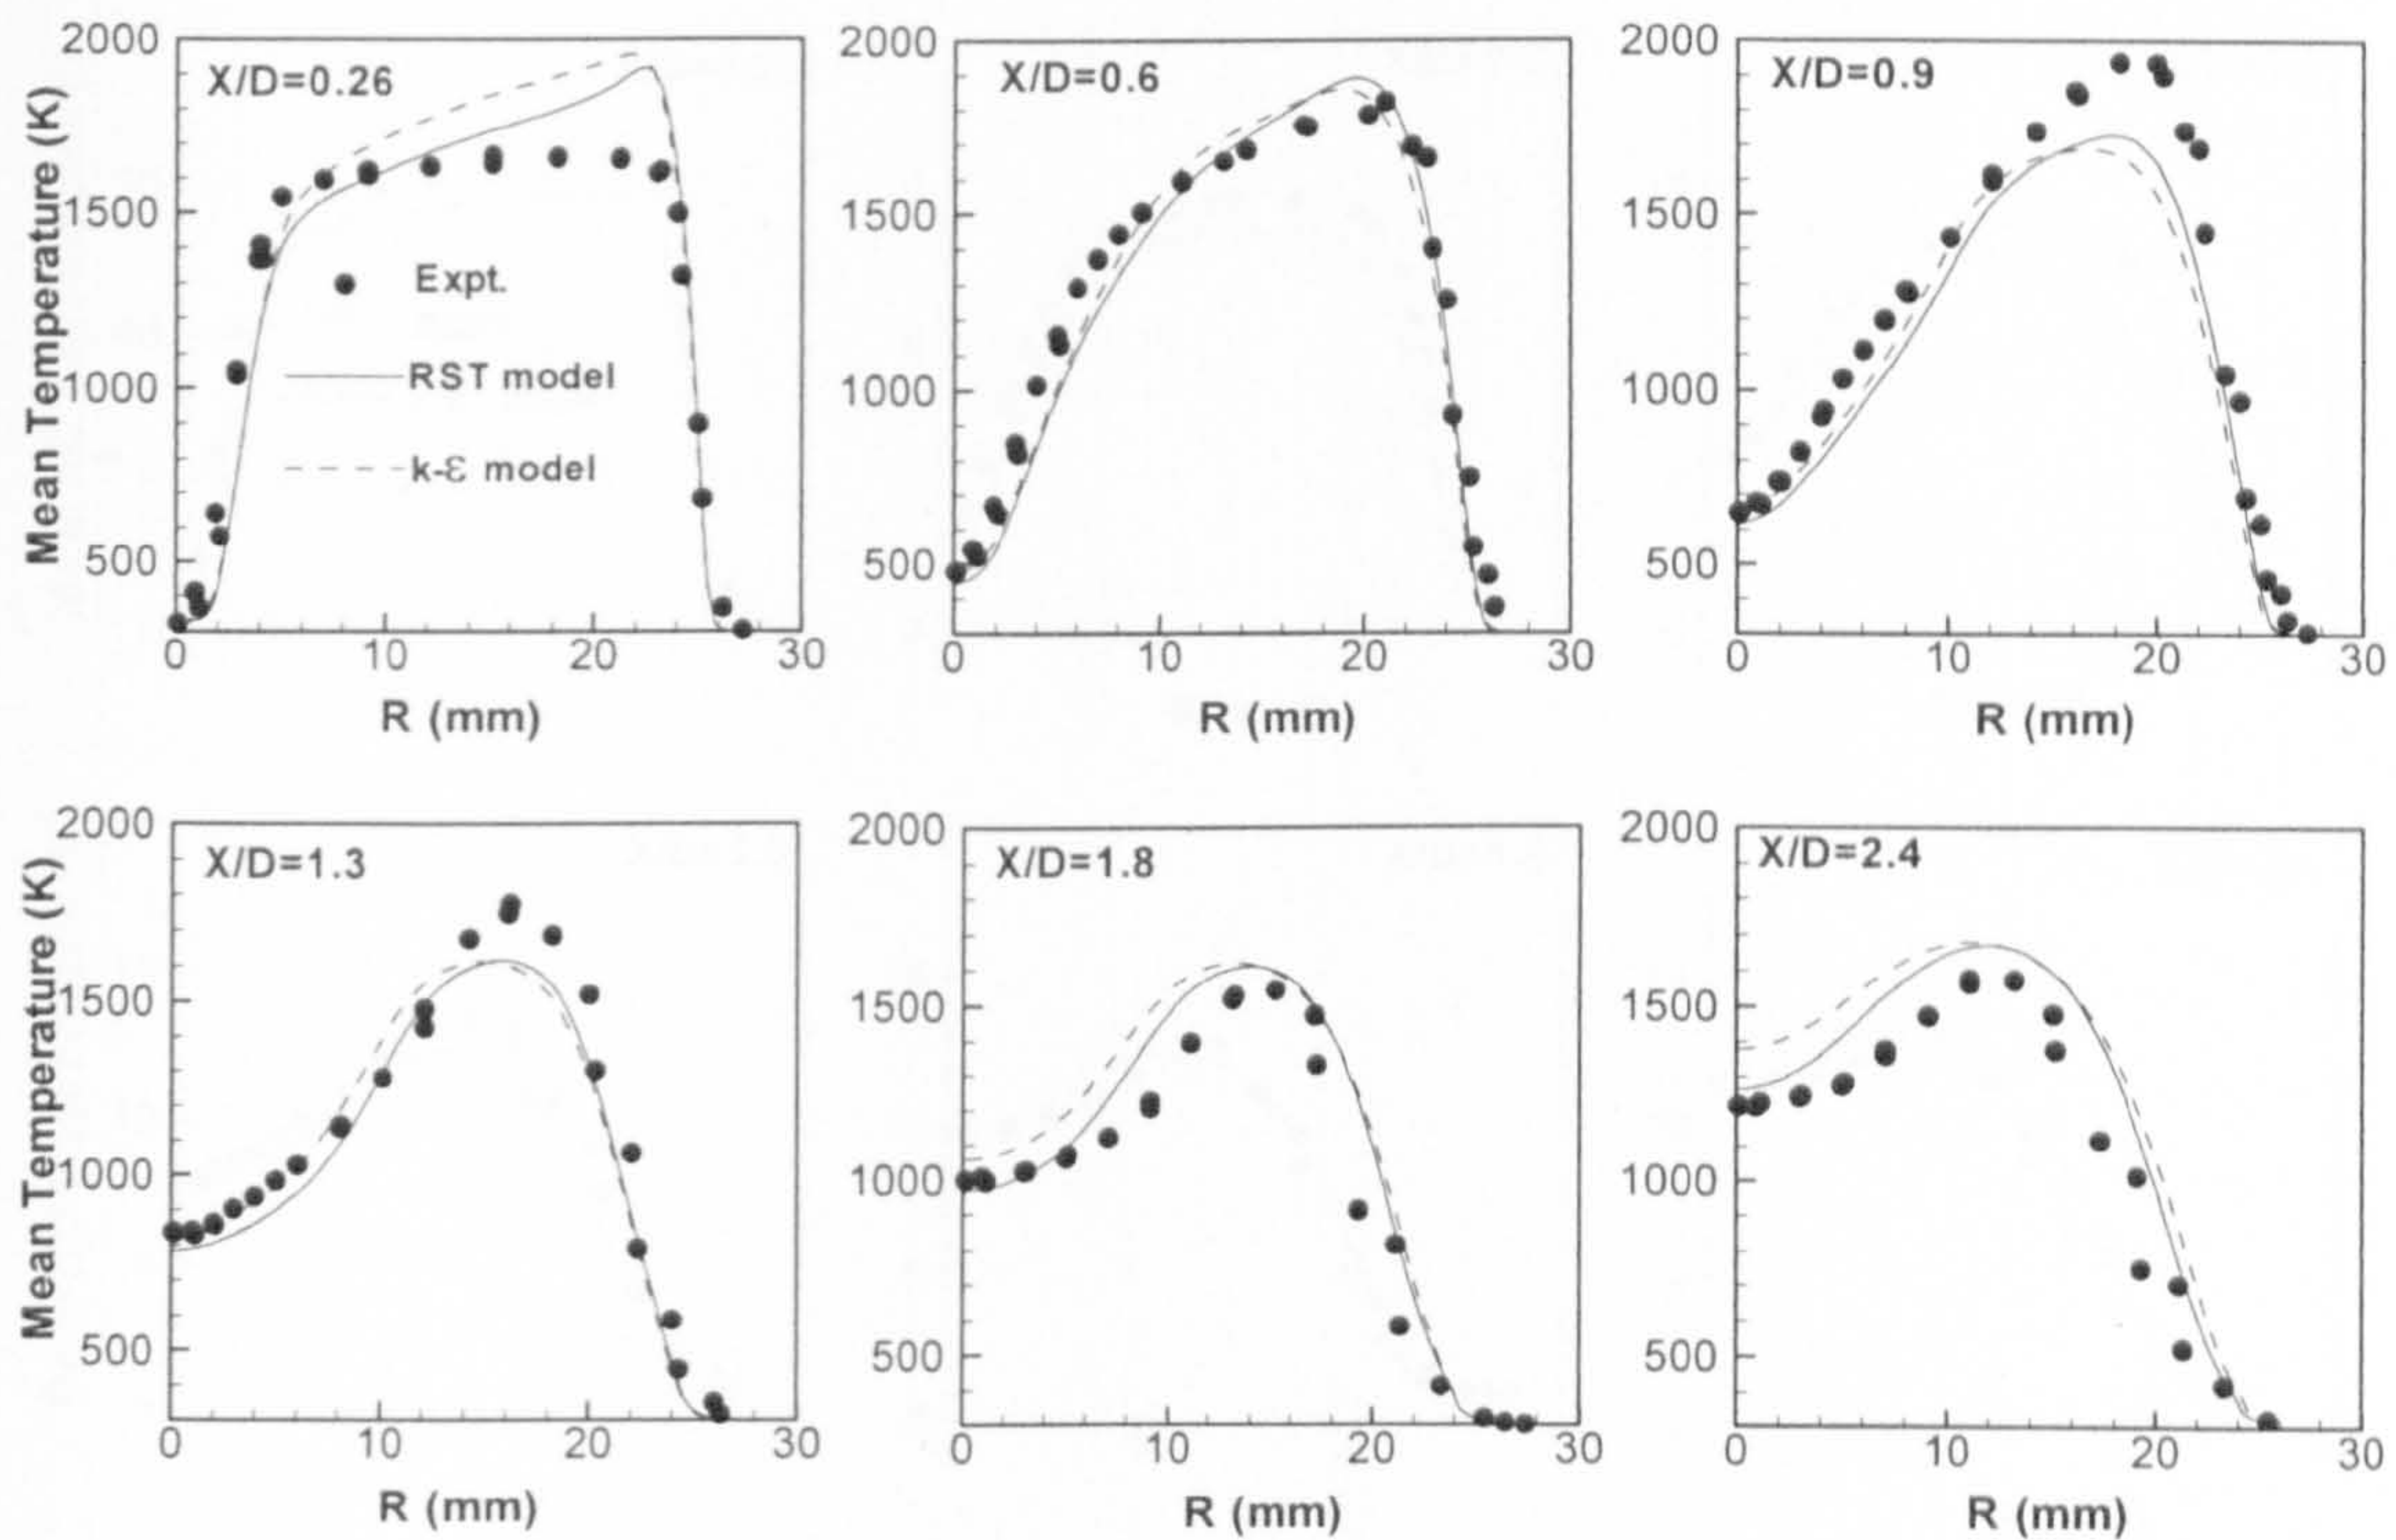 X/D=0.26
Expt.
RST model
k-ε model
2000
1500
1000
500
0 10 20 30
R (mm)
Mean Temperature (K)
X/D=0.6
2000
1500
1000
500
0 10 20 30
R (mm)
X/D=0.9
2000
1500
1000
500
0 10 20 30
R (mm)
X/D=1.3
2000
1500
1000
500
0 10 20 30
R (mm)
Mean Temperature (K)
X/D=1.8
2000
1500
1000
500
0 10 20 30
R (mm)
X/D=2.4
2000
1500
1000
500
0 10 20 30
R (mm)